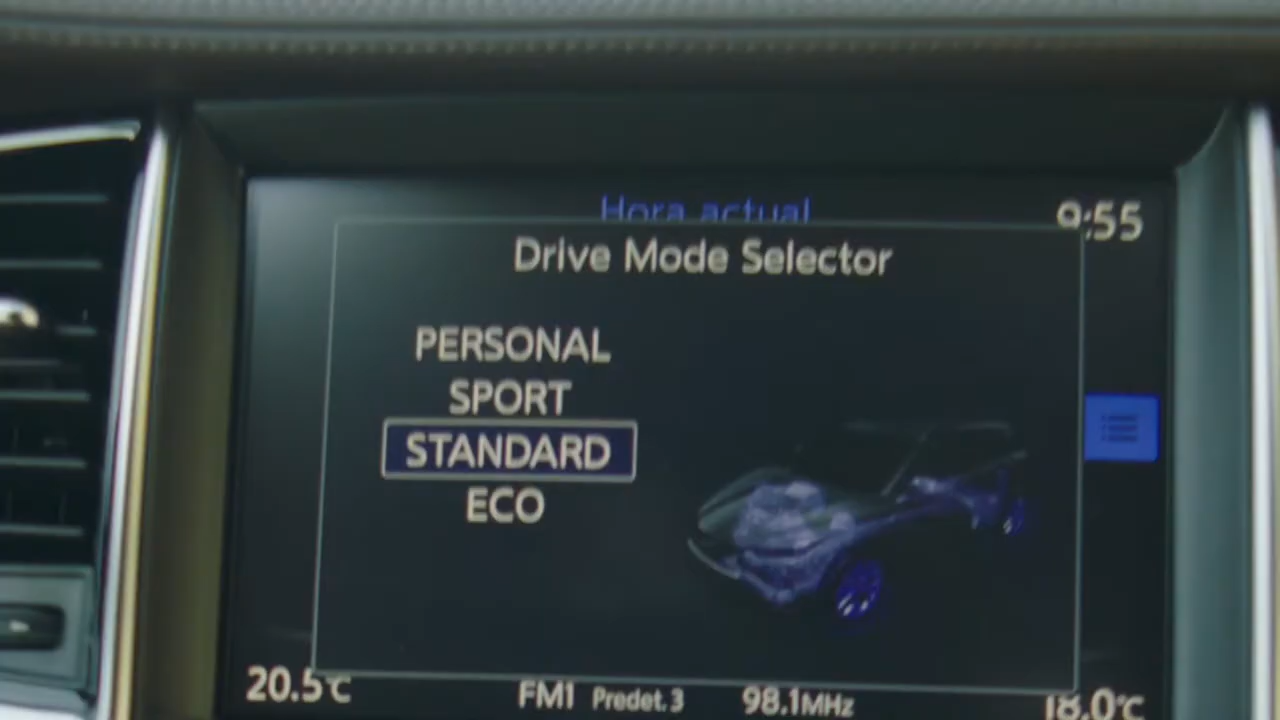 Hora actual
9:55
Drive Mode Selector
PERSONAL
SPORT
STANDARD
ECO
20.5°C FM1 Predet.3 98.1MHz 18.0°C